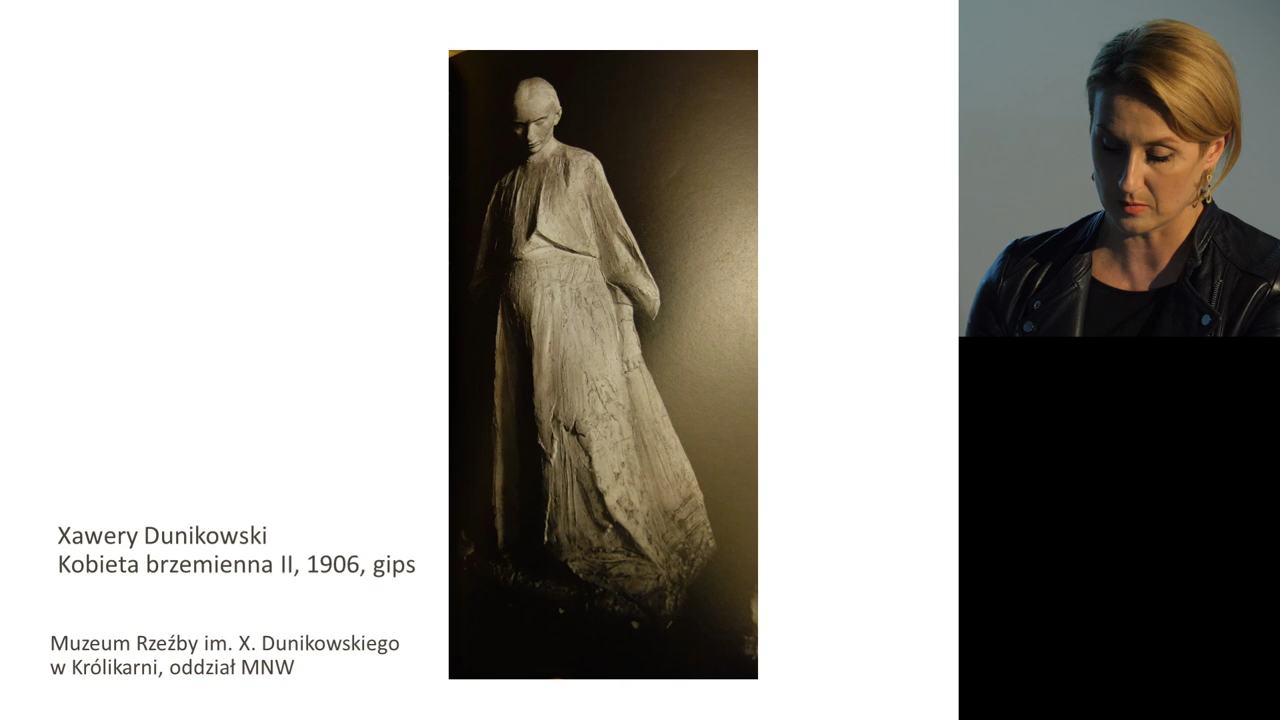 Xawery Dunikowski
Kobieta brzemienna II, 1906, gips
Muzeum Rzeźby im. X. Dunikowskiego
w Królikarni, oddział MNW